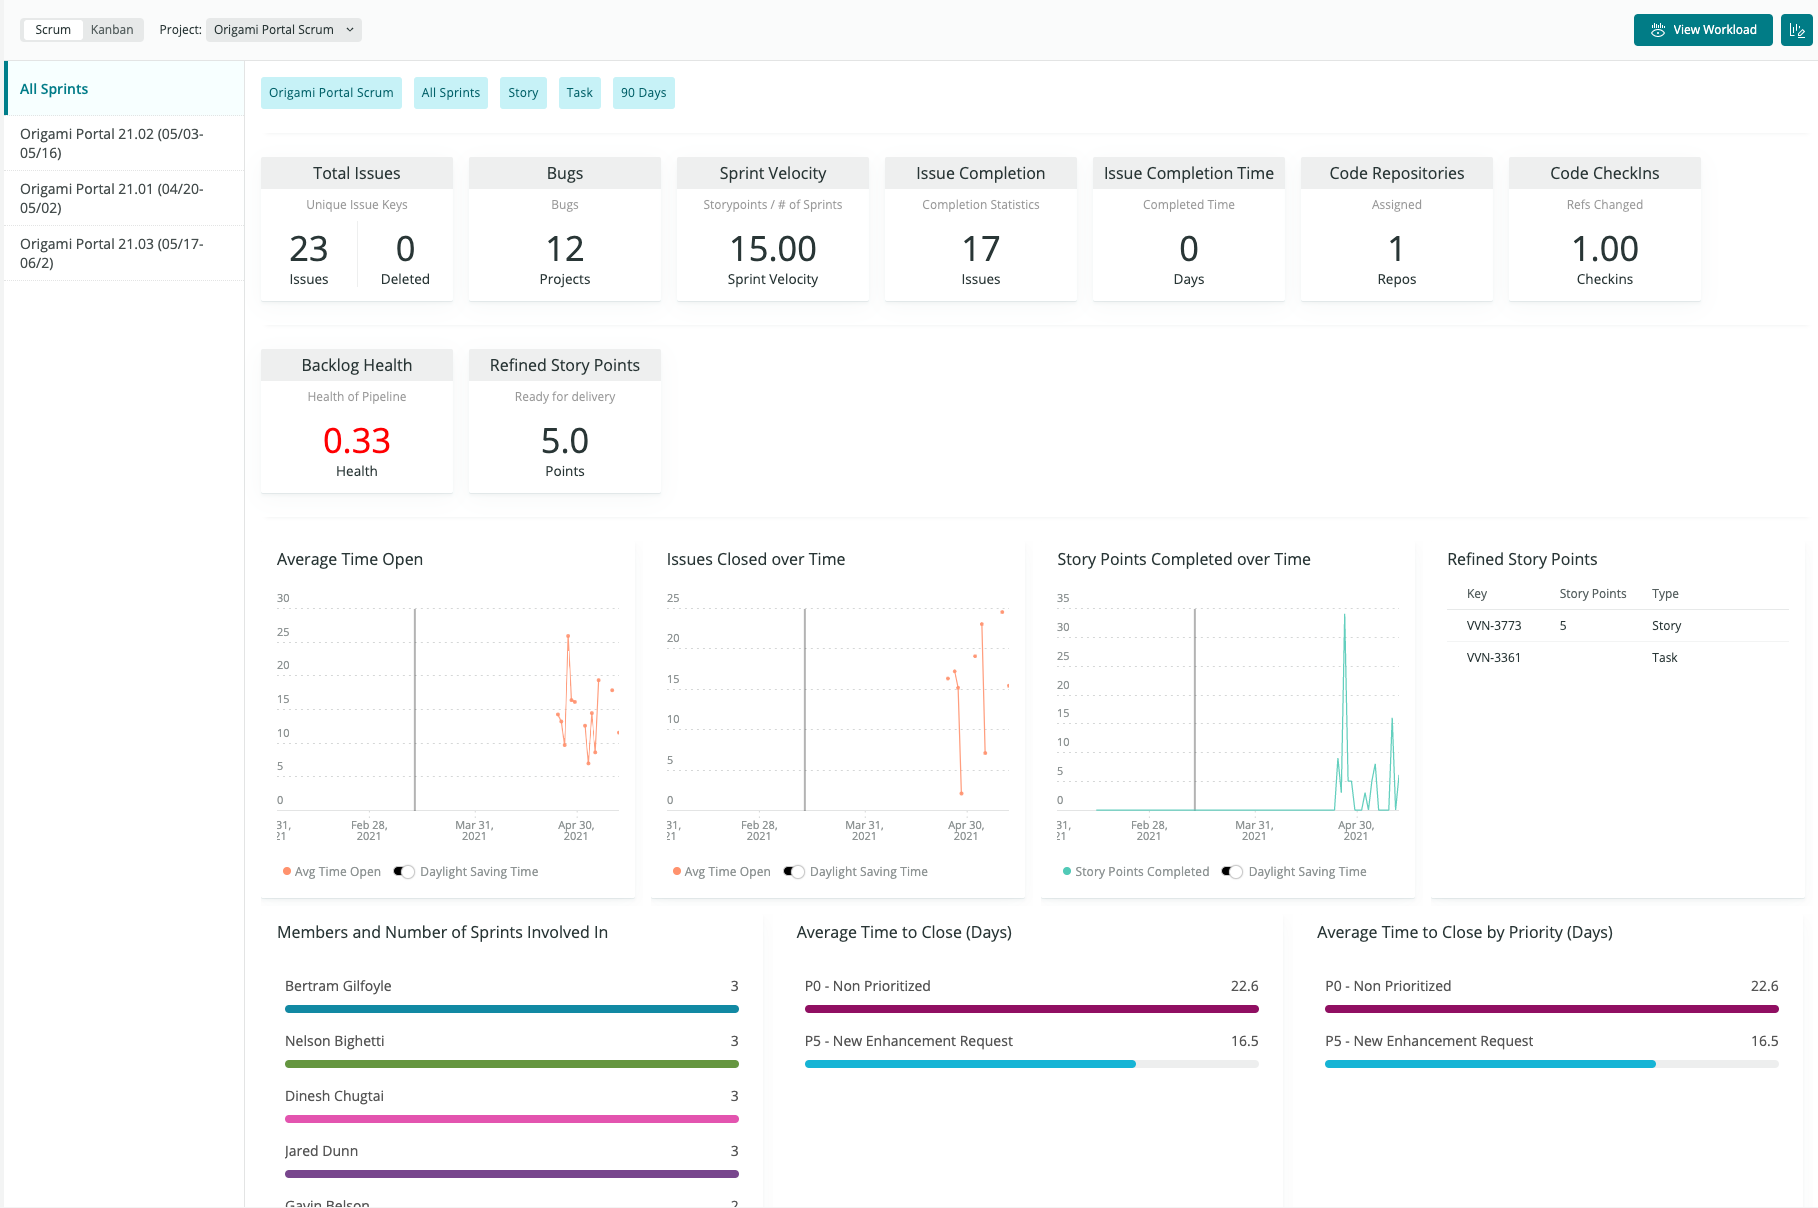 Scrum Kanban Project: Origami Portal Scrum View Workload
All Sprints
Origami Portal 21.02 (05/03-
05/16)
Origami Portal 21.01 (04/20-
05/02)
Origami Portal 21.03 (05/17-
06/2)
Origami Portal Scrum All Sprints Story Task 90 Days
Total Issues
Unique Issue Keys
23 0
Issues Deleted
Bugs
Bugs
12
Projects
Sprint Velocity
Storypoints / # of Sprints
15.00
Sprint Velocity
Issue Completion
Completion Statistics
17
Issues
Issue Completion Time
Completed Time
0
Days
Code Repositories
Assigned
1
Repos
Code CheckIns
Refs Changed
1.00
Checkins
Backlog Health
Health of Pipeline
0.33
Health
Refined Story Points
Ready for delivery
5.0
Points
Average Time Open
30
25
20
15
10
5
0
31, Feb 28, Mar 31, Apr 30,
21 2021 2021 2021
Avg Time Open Daylight Saving Time
Issues Closed over Time
25
20
15
10
5
0
31, Feb 28, Mar 31, Apr 30,
21 2021 2021 2021
Avg Time Open Daylight Saving Time
Story Points Completed over Time
35
30
25
20
15
10
5
0
31, Feb 28, Mar 31, Apr 30,
21 2021 2021 2021
Story Points Completed Daylight Saving Time
Refined Story Points
Key Story Points Type
VVN-3773 5 Story
VVN-3361 Task
Members and Number of Sprints Involved In
Bertram Gilfoyle 3
Nelson Bighetti 3
Dinesh Chugtai 3
Jared Dunn 3
Gavin Belson 2
Average Time to Close (Days)
P0 - Non Prioritized 22.6
P5 - New Enhancement Request 16.5
Average Time to Close by Priority (Days)
P0 - Non Prioritized 22.6
P5 - New Enhancement Request 16.5